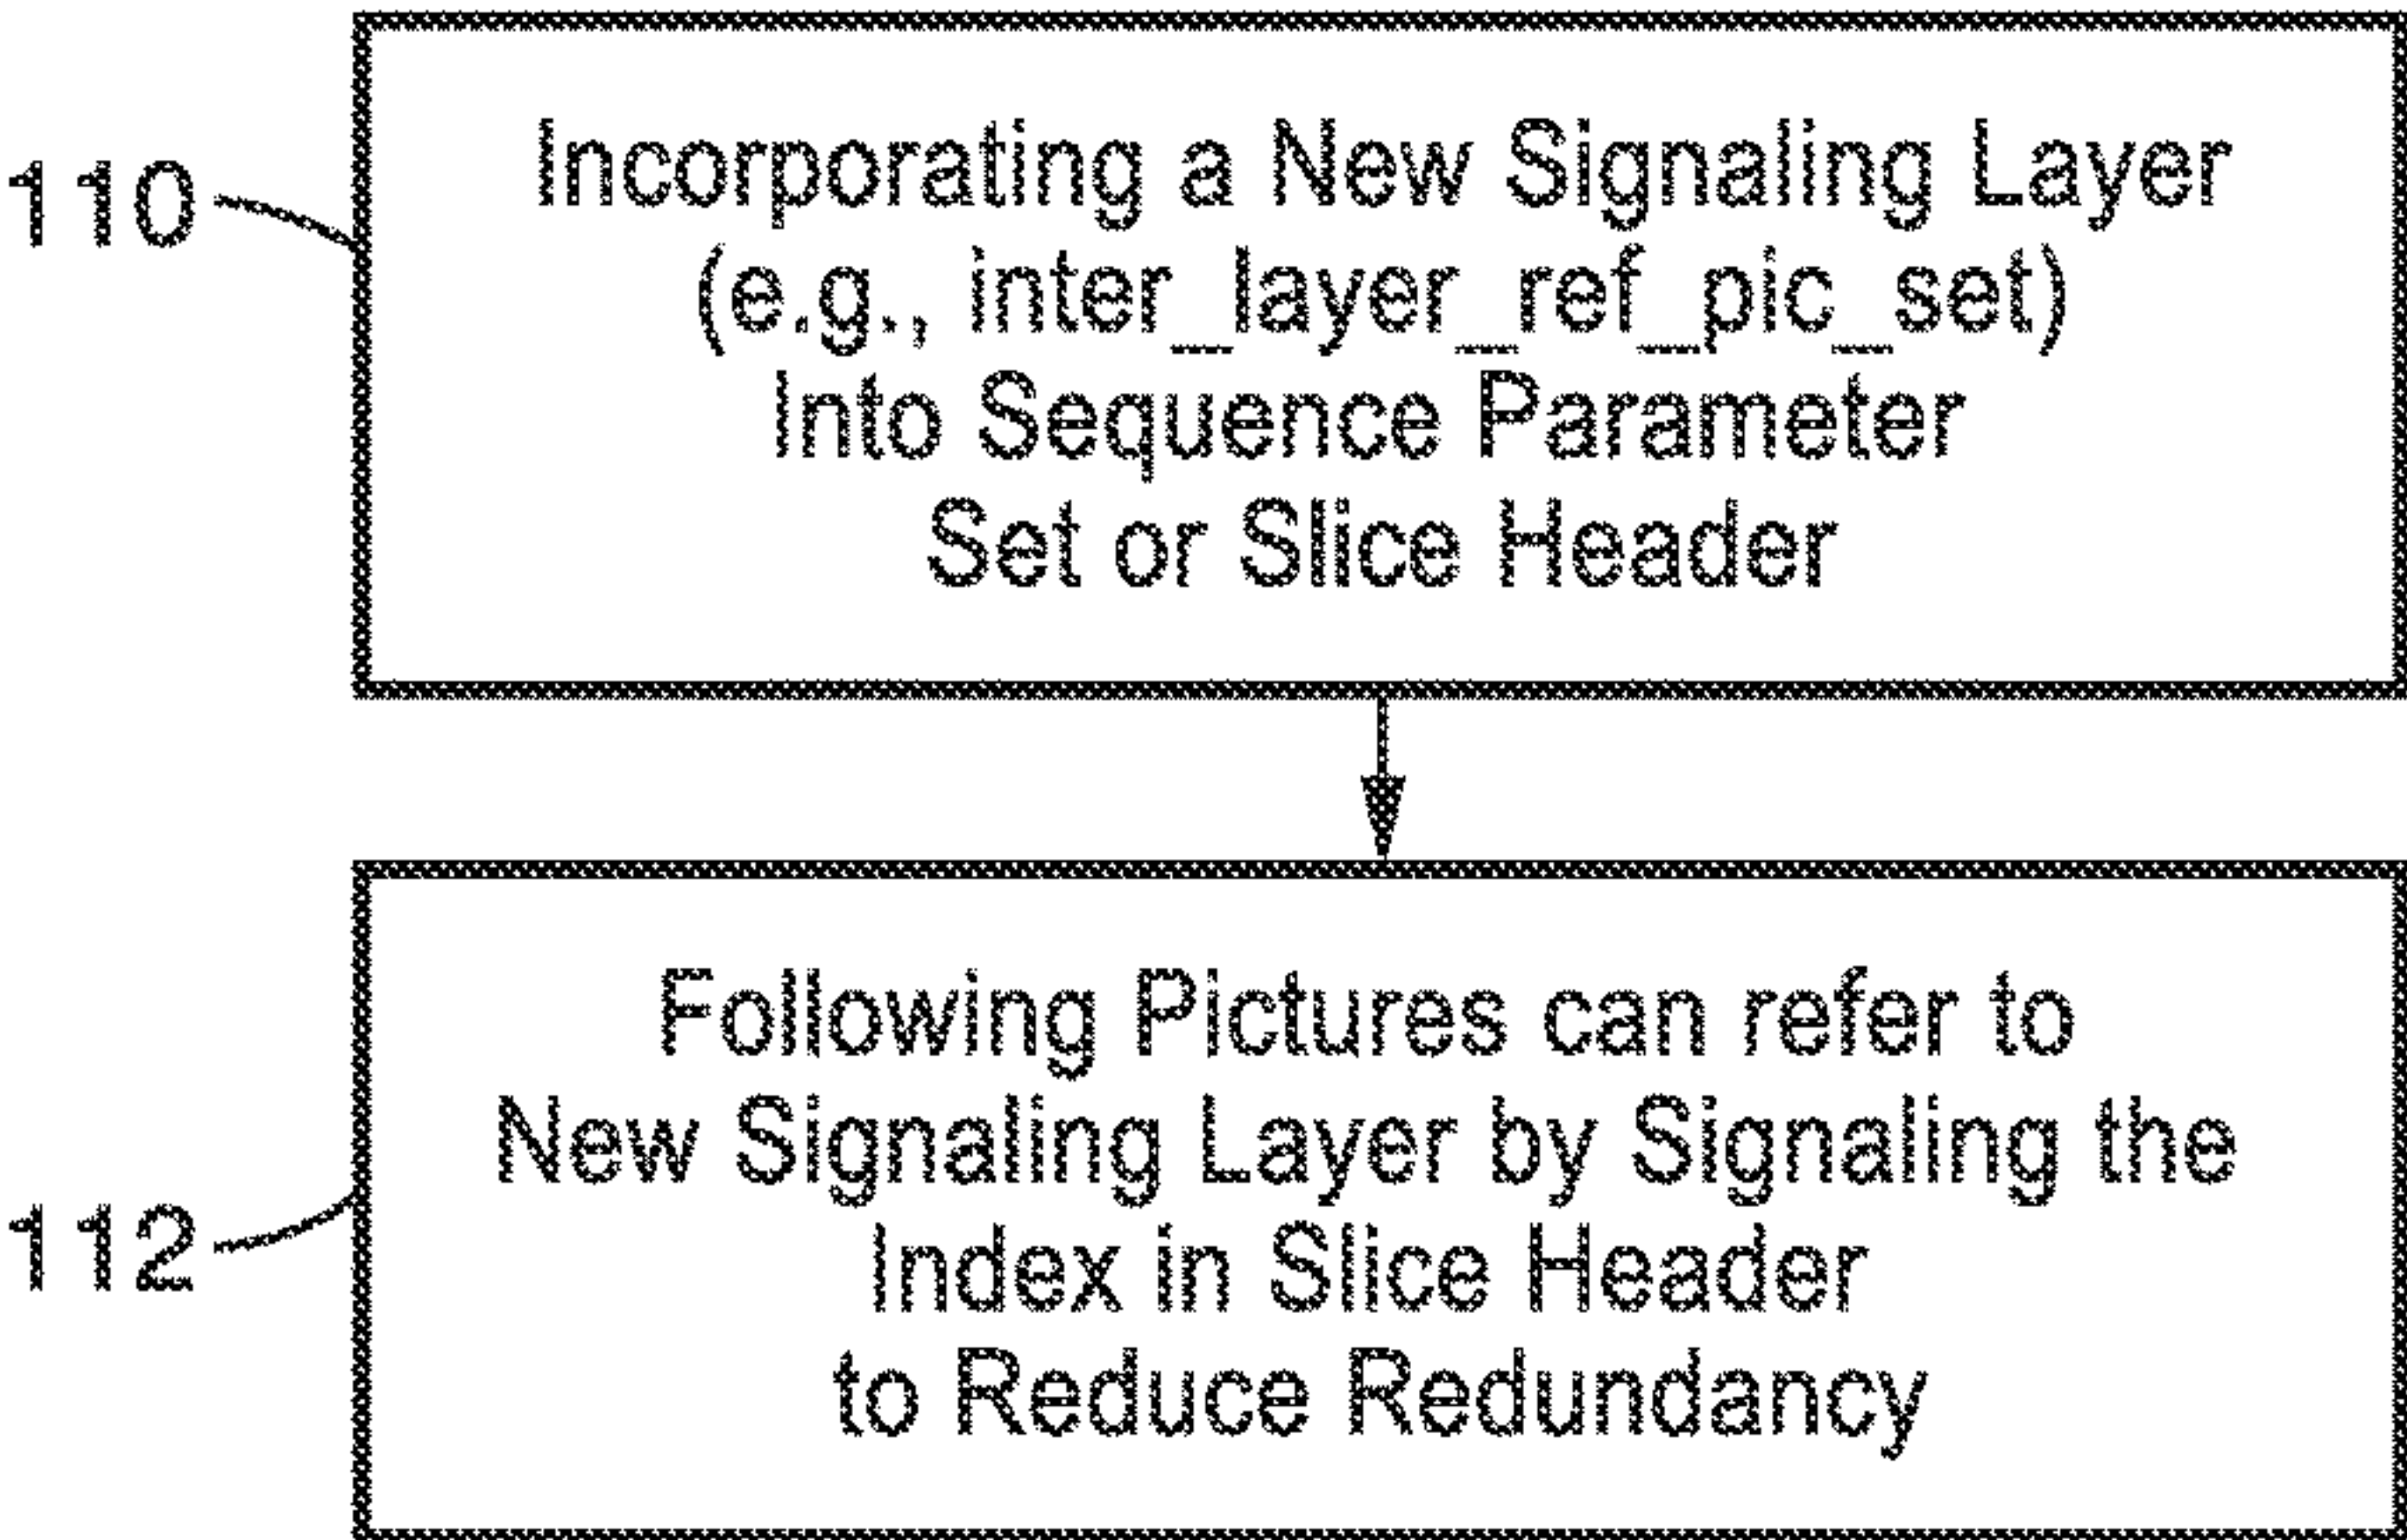 110
Incorporating a New Signaling Layer
(e.g., inter_layer_ref_pic_set)
Into Sequence Parameter
Set or Slice Header
112
Following Pictures can refer to
New Signaling Layer by Signaling the
Index in Slice Header
to Reduce Redundancy